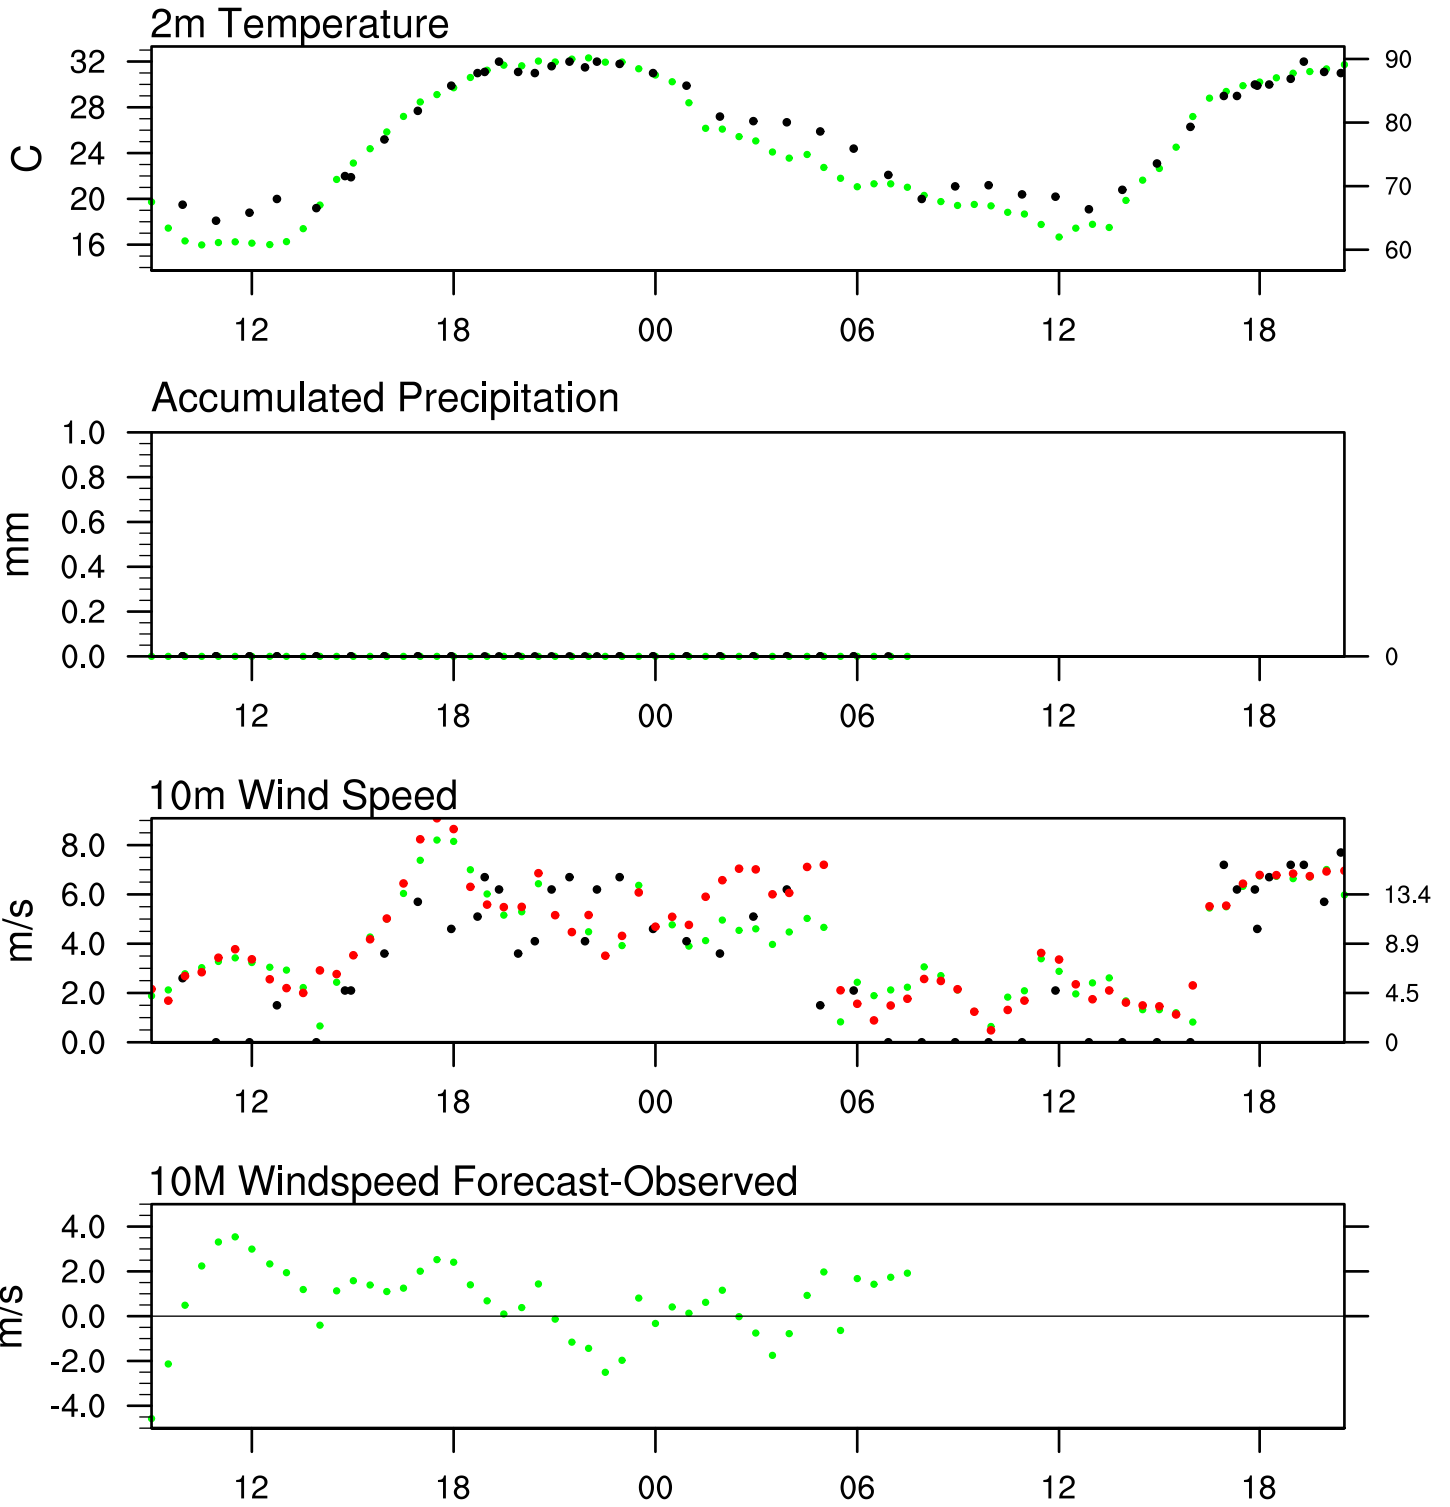 2m Temperature
32
28
24
20
16
C
90
80
70
60
12 18 00 06 12 18
Accumulated Precipitation
1.0
0.8
0.6
0.4
0.2
0.0
mm
0
12 18 00 06 12 18
10m Wind Speed
8.0
6.0
4.0
2.0
0.0
m/s
13.4
8.9
4.5
0
12 18 00 06 12 18
10M Windspeed Forecast-Observed
4.0
2.0
0.0
-2.0
-4.0
m/s
12 18 00 06 12 18